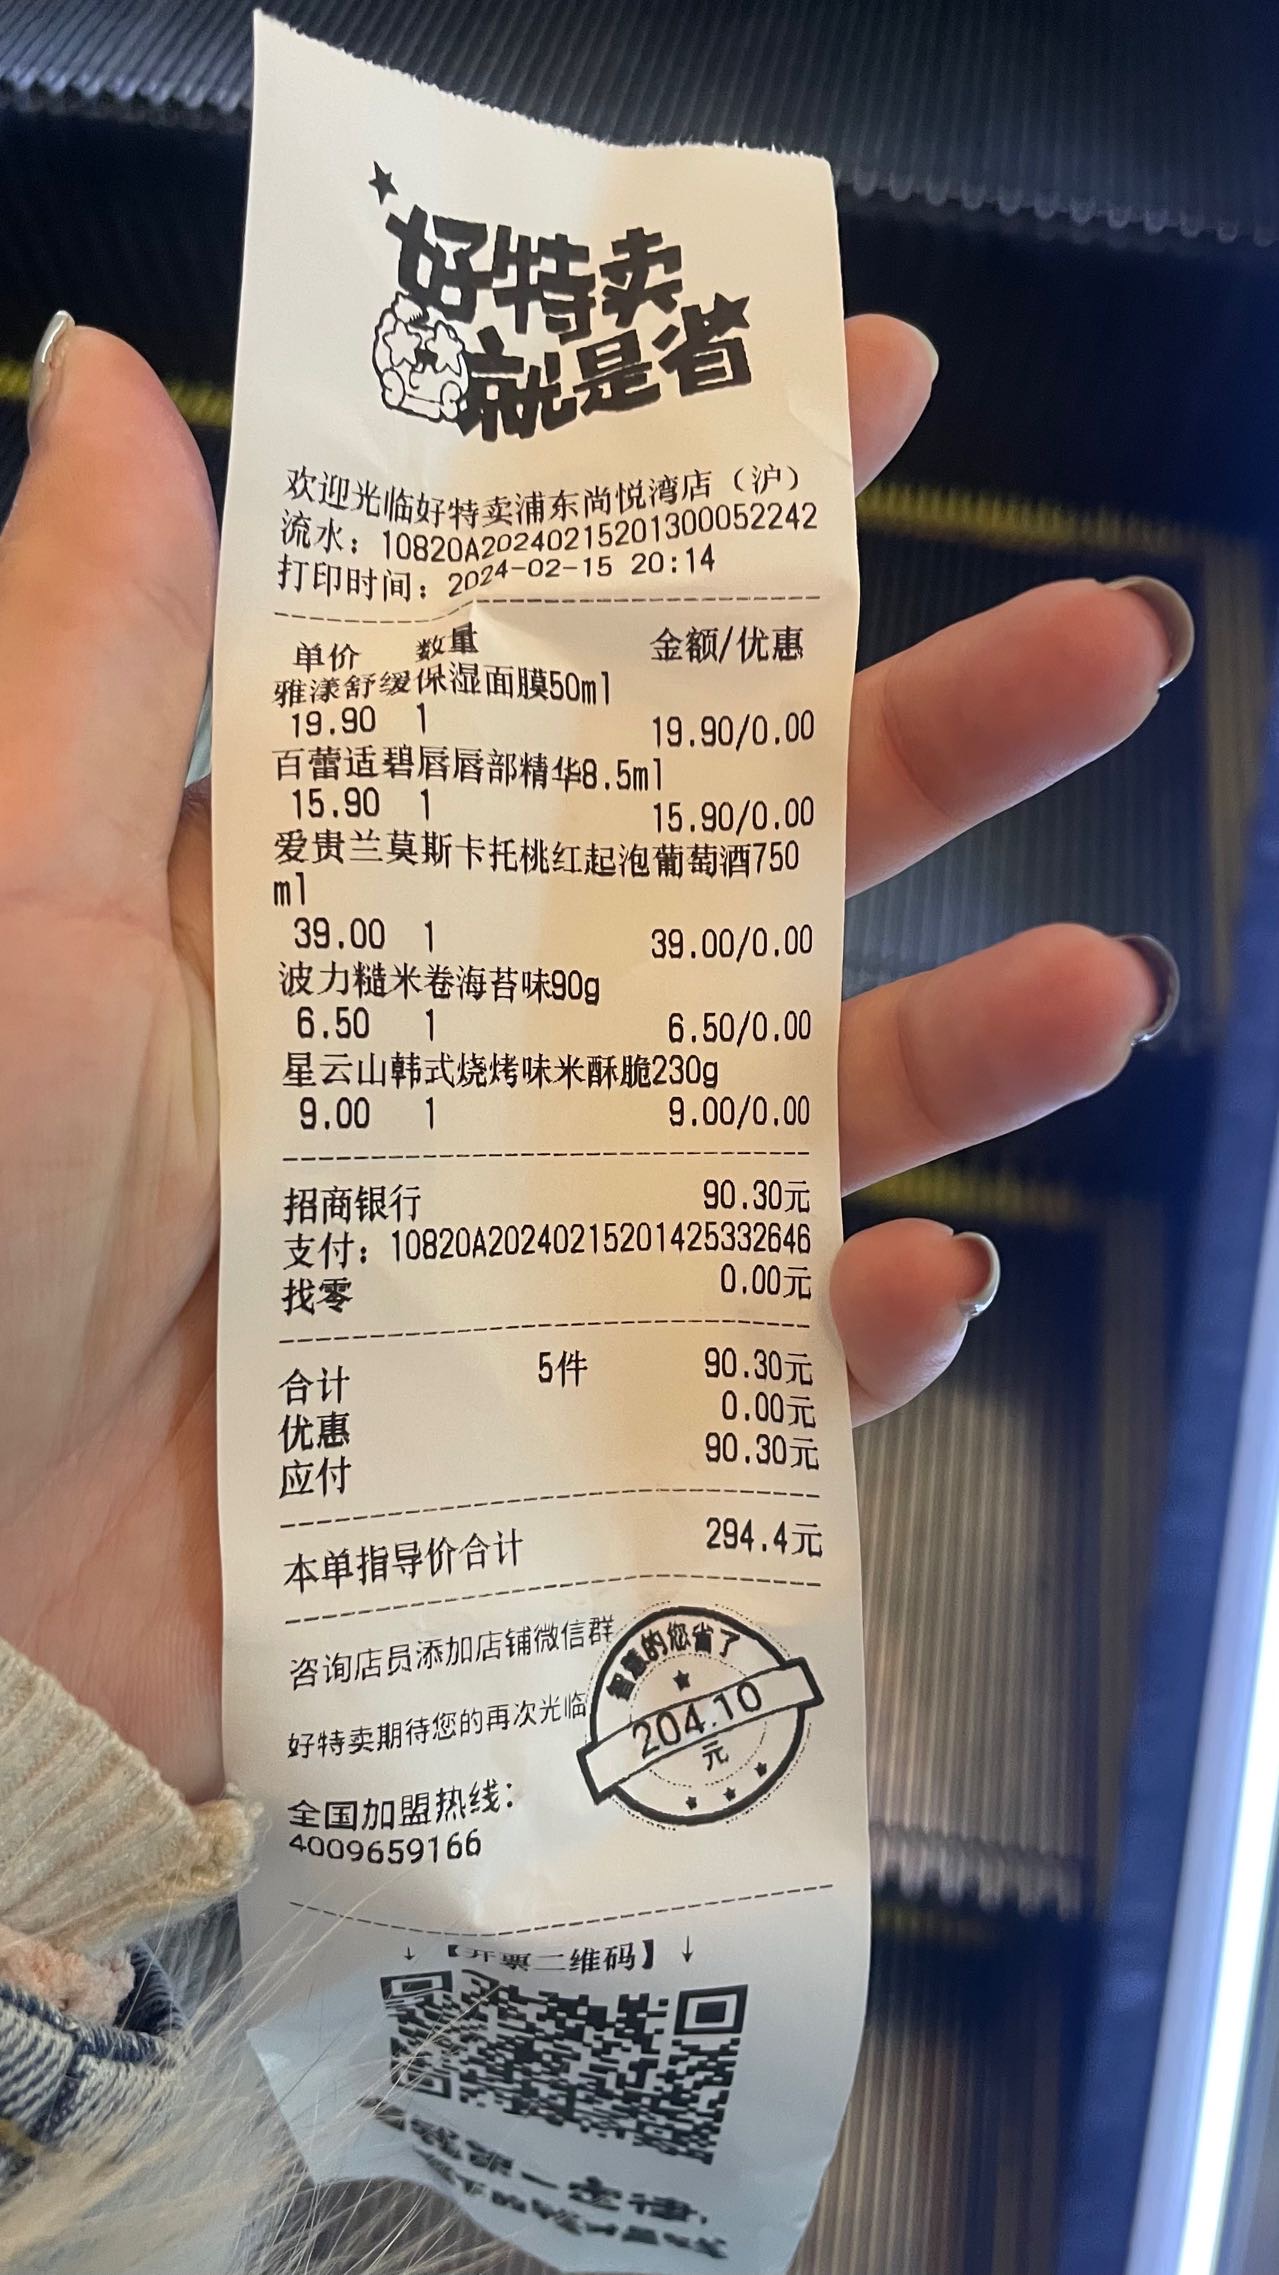 好特卖
就是省
欢迎光临好特卖浦东尚悦湾店（沪）
流水：10820A20240215201300052242
打印时间：2024-02-15 20:14
单价 数量 金额/优惠
雅漾舒缓保湿面膜50ml
19.90 1 19.90/0.00
百蕾适碧唇唇部精华8.5ml
15.90 1 15.90/0.00
爱贵兰莫斯卡托桃红起泡葡萄酒750
ml
39.00 1 39.00/0.00
波力糙米卷海苔味90g
6.50 1 6.50/0.00
星云山韩式烧烤味米酥脆230g
9.00 1 9.00/0.00
招商银行 90.30元
支付：10820A20240215201425332646
找零 0.00元
合计 5件 90.30元
优惠 0.00元
应付 90.30元
本单指导价合计 294.4元
咨询店员添加店铺微信群
好特卖期待您的再次光临
智慧的您省了
204.10
元
全国加盟热线：
4009659166
↓【开票二维码】↓